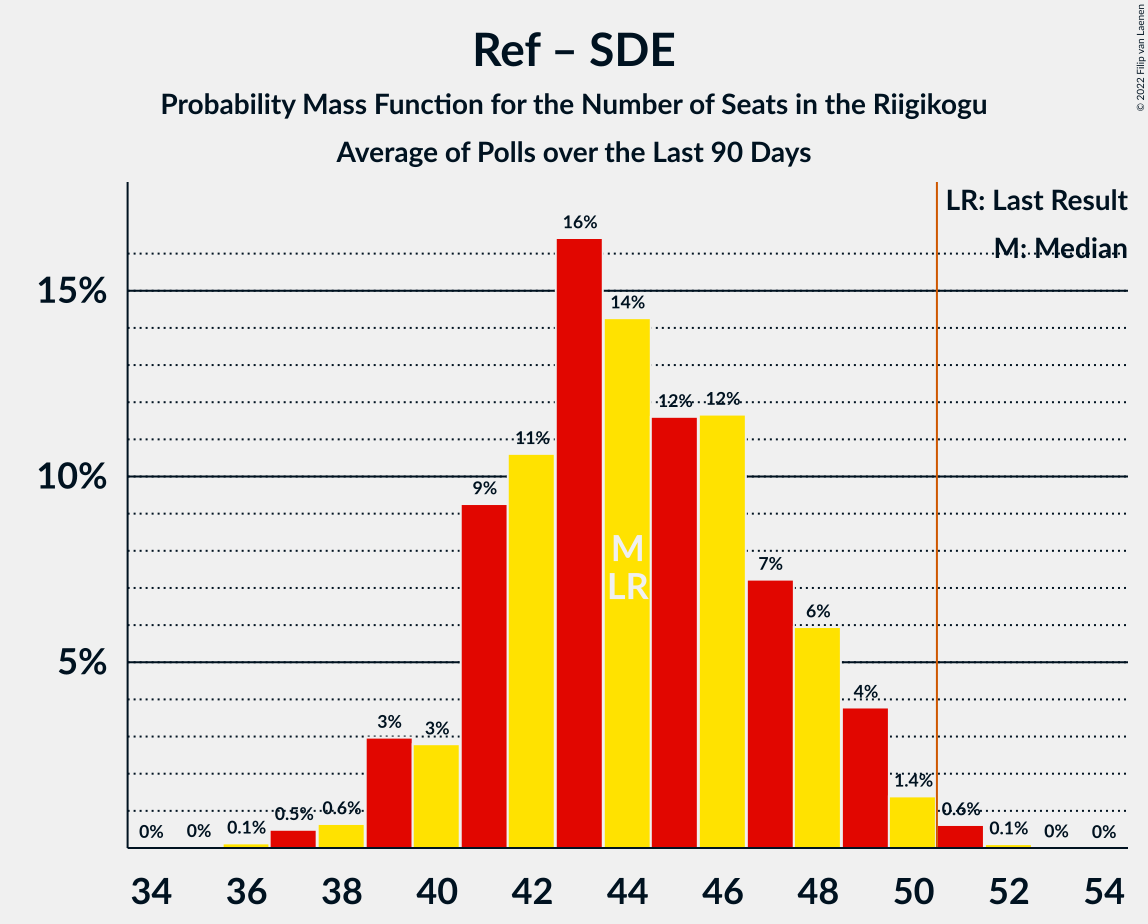 Ref – SDE
Probability Mass Function for the Number of Seats in the Riigikogu
Average of Polls over the Last 90 Days
© 2022 Filip van Laenen
LR: Last Result
M: Median
15%
10%
5%
0%
0%
0.1%
0.5%
0.6%
3%
3%
9%
11%
16%
14%
12%
12%
7%
6%
4%
1.4%
0.6%
0.1%
0%
0%
M
LR
34 36 38 40 42 44 46 48 50 52 54